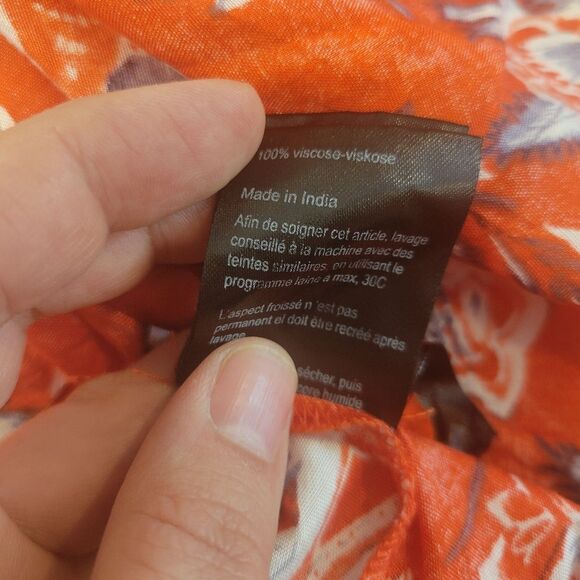 100% viscose-viskose
Made in India
Afin de soigner cet article, lavage
conseillé à la machine avec des
teintes similaires, en utilisant le
programme laine à max, 30C
L'aspect froissé n'est pas
permanent et doit être recréé après
lavage.
sécher, puis
core humide